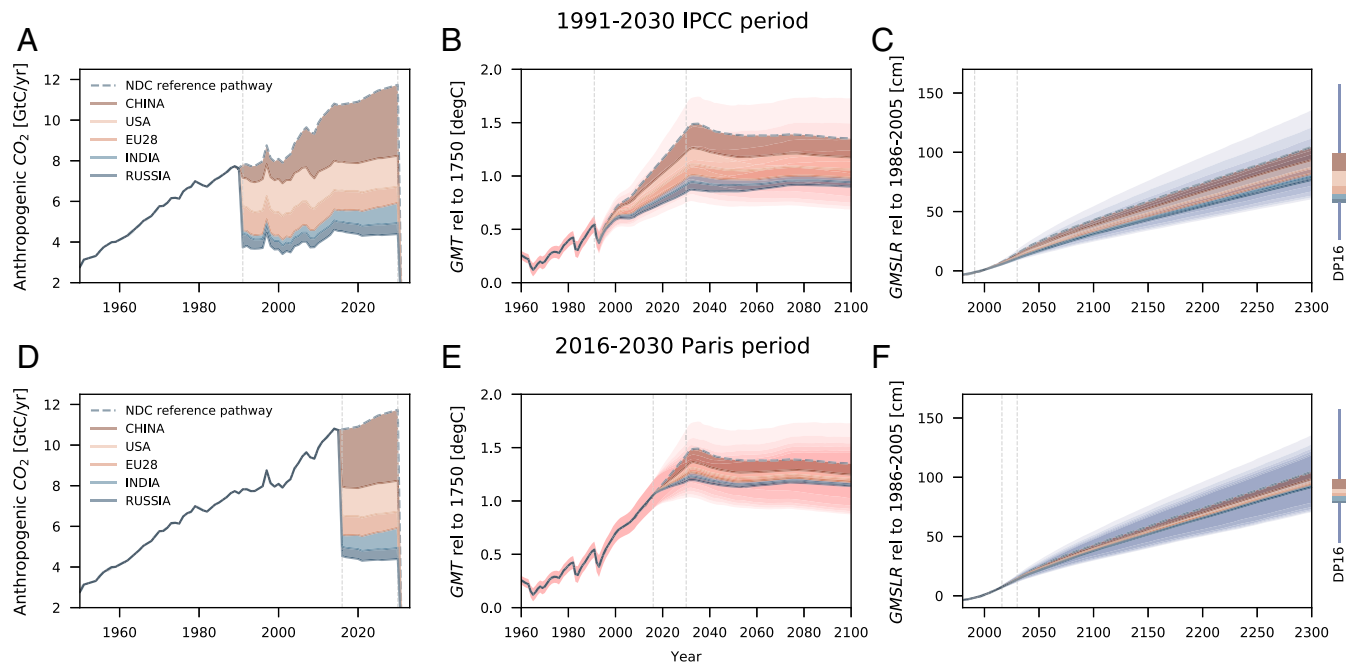 1991-2030 IPCC period
A
Anthropogenic CO2 [GtC/yr]
12
10
8
6
4
2
NDC reference pathway
CHINA
USA
EU28
INDIA
RUSSIA
1960
1980
2000
2020
B
GMT rel to 1750 [degC]
2.0
1.5
1.0
0.5
0.0
1960 1980 2000 2020 2040 2060 2080 2100
C
GMSLR rel to 1986-2005 [cm]
150
100
50
0
2000 2050 2100 2150 2200 2250 2300
DP16
2016-2030 Paris period
D
Anthropogenic CO2 [GtC/yr]
12
10
8
6
4
2
NDC reference pathway
CHINA
USA
EU28
INDIA
RUSSIA
1960
1980
2000
2020
E
GMT rel to 1750 [degC]
2.0
1.5
1.0
0.5
0.0
1960 1980 2000 2020 2040 2060 2080 2100
Year
F
GMSLR rel to 1986-2005 [cm]
150
100
50
0
2000 2050 2100 2150 2200 2250 2300
DP16